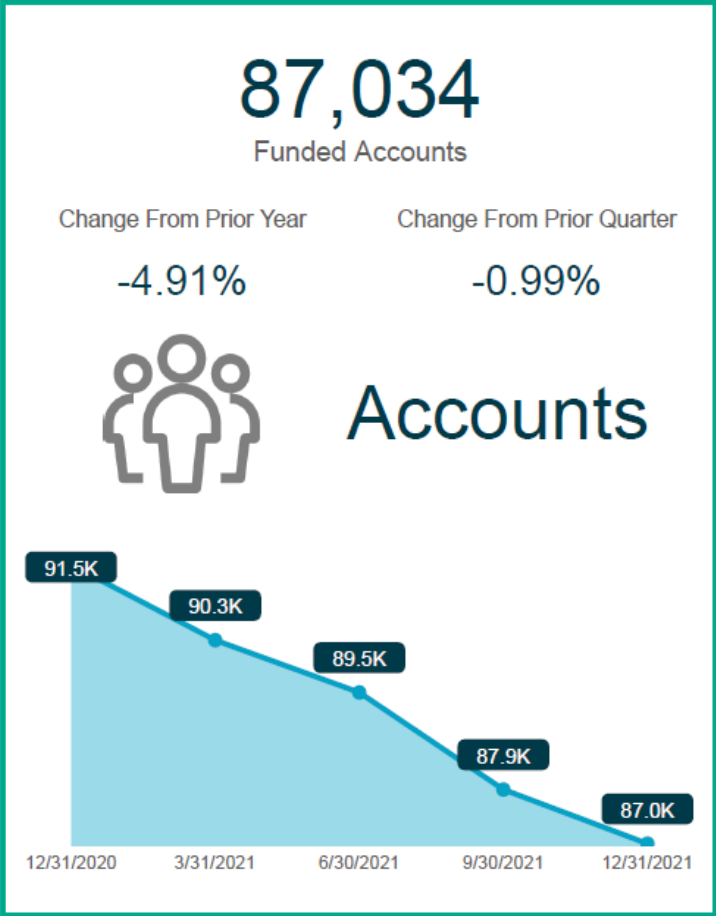 87,034
Funded Accounts
Change From Prior Year
Change From Prior Quarter
-4.91%
-0.99%
Accounts
91.5K
90.3K
89.5K
87.9K
87.0K
12/31/2020
3/31/2021
6/30/2021
9/30/2021
12/31/2021